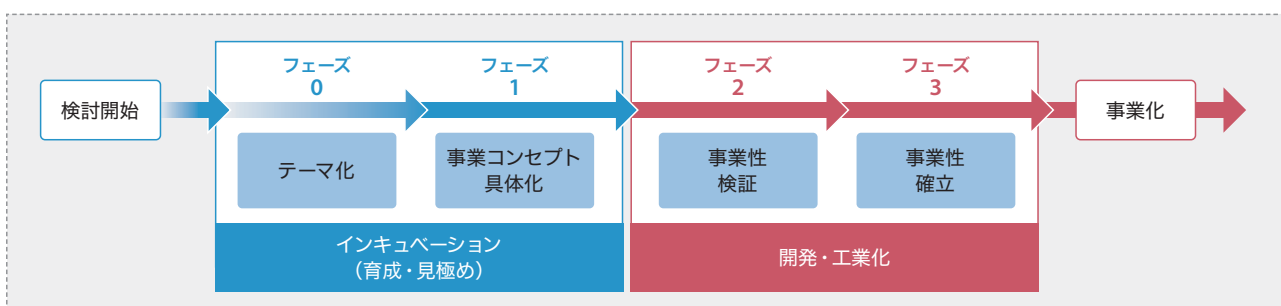 検討開始
フェーズ
0
テーマ化
フェーズ
1
事業コンセプト
具体化
インキュベーション
（育成・見極め）
フェーズ
2
事業性
検証
フェーズ
3
事業性
確立
開発・工業化
事業化